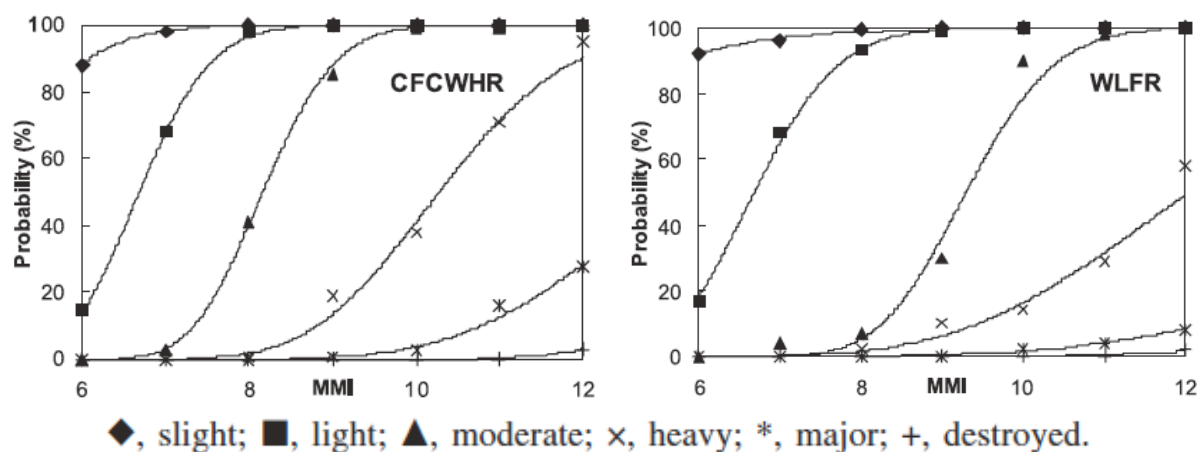 100
80
60
40
20
0
Probability (%)
CFCWHR
6 8 MMI 10 12
100
80
60
40
20
0
Probability (%)
WLFR
6 8 MMI 10 12
◆, slight; ■, light; ▲, moderate; ×, heavy; *, major; +, destroyed.